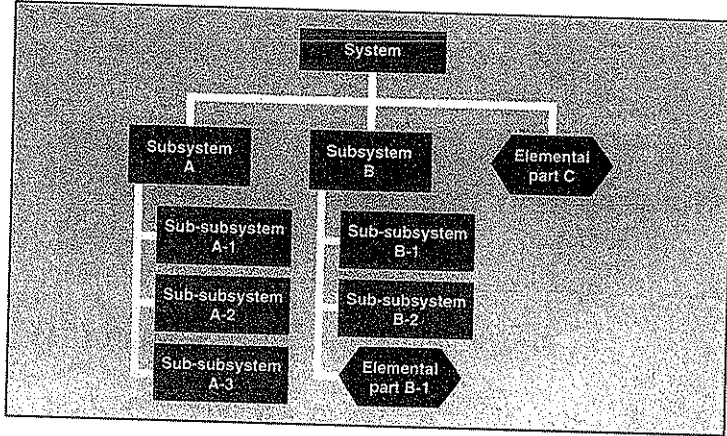 System
Subsystem
A
Subsystem
B
Elemental
part C
Sub-subsystem
A-1
Sub-subsystem
B-1
Sub-subsystem
A-2
Sub-subsystem
B-2
Sub-subsystem
A-3
Elemental
part B-1